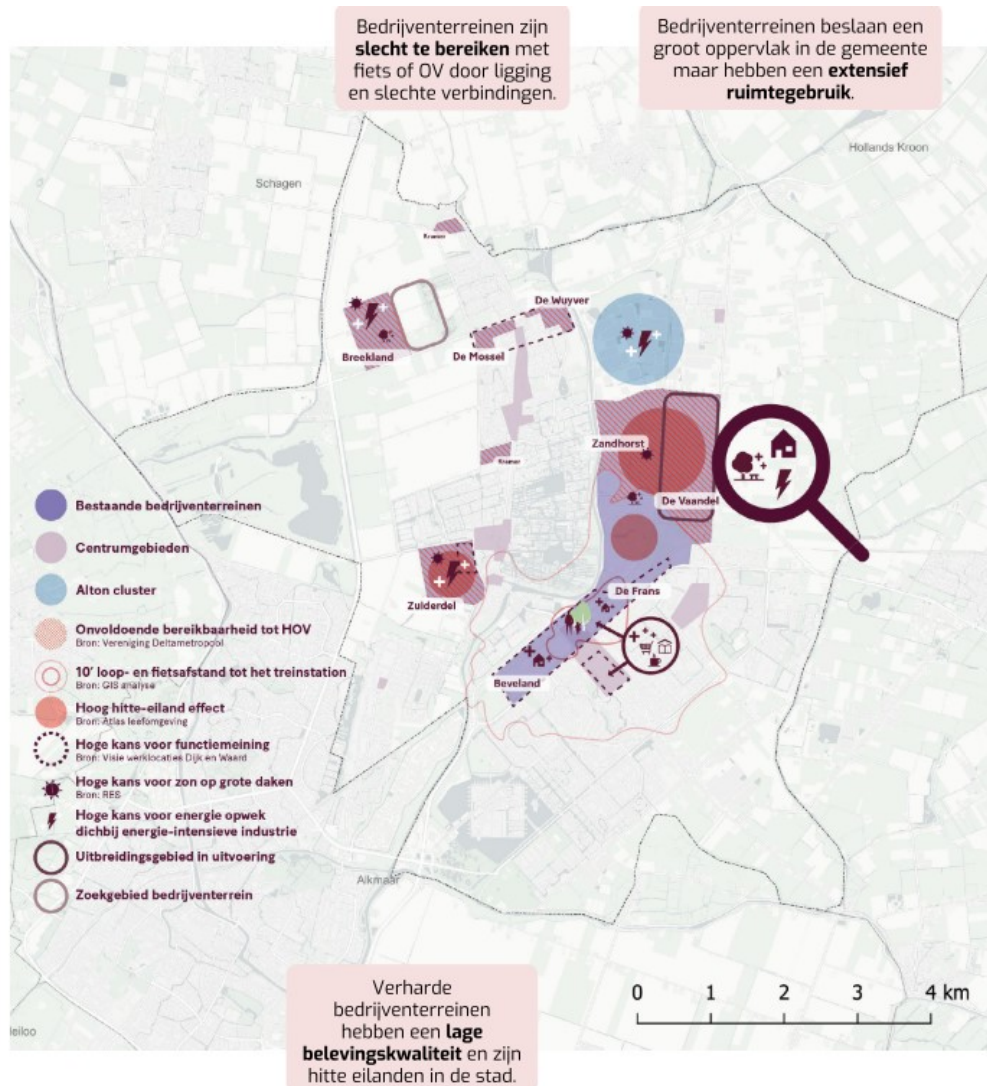 Bedrijventerreinen zijn
slecht te bereiken met
fiets of OV door ligging
en slechte verbindingen.
Bedrijventerreinen beslaan een
groot oppervlak in de gemeente
maar hebben een extensief
ruimtegebruik.
Hollands Kroon
Schagen
Kramer
De Wuyver
Breekland
De Mossel
Zandhorst
Kramer
De Vaandel
Zuiderdel
De Frans
Beveland
Bestaande bedrijventerreinen
Centrumgebieden
Alton cluster
Onvoldoende bereikbaarheid tot HOV
Bron: Vereniging Deltametropool
10' loop- en fietsafstand tot het treinstation
Bron: GIS analyse
Hoog hitte-eiland effect
Bron: Atlas leefomgeving
Hoge kans voor functiemeining
Bron: Visie werklocaties Dijk en Waard
Hoge kans voor zon op grote daken
Bron: RES
Hoge kans voor energie opwek
dichtbij energie-intensieve industrie
Uitbreidingsgebied in uitvoering
Zoekgebied bedrijventerrein
Alkmaar
0 1 2 3 4 km
Verharde
bedrijventerreinen
hebben een lage
belevingskwaliteit en zijn
hitte eilanden in de stad.